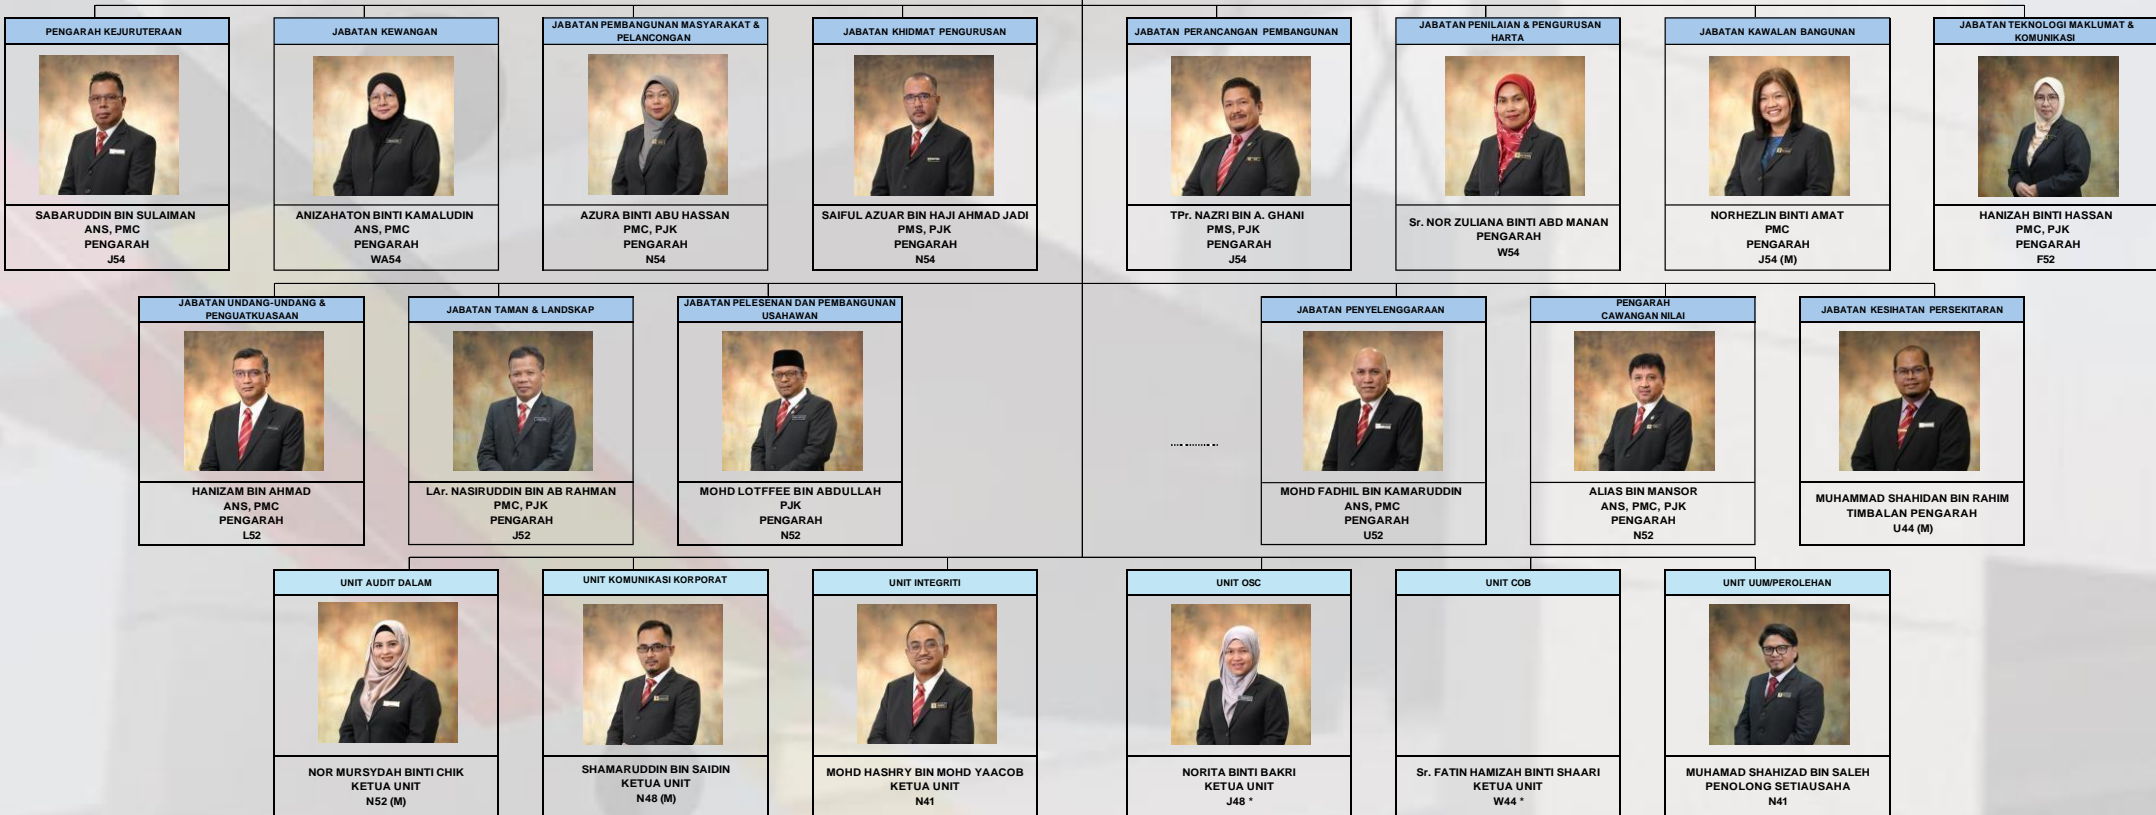 PENGARAH KEJURUTERAAN
SABARUDDIN BIN SULAIMAN
ANS, PMC
PENGARAH
J54
JABATAN KEWANGAN
ANIZAHATON BINTI KAMALUDIN
ANS, PMC
PENGARAH
WA54
JABATAN PEMBANGUNAN MASYARAKAT &
PELANCONGAN
AZURA BINTI ABU HASSAN
PMC, PJK
PENGARAH
N54
JABATAN KHIDMAT PENGURUSAN
SAIFUL AZUAR BIN HAJI AHMAD JADI
PMS, PJK
PENGARAH
N54
JABATAN PERANCANGAN PEMBANGUNAN
TPr. NAZRI BIN A. GHANI
PMS, PJK
PENGARAH
J54
JABATAN PENILAIAN & PENGURUSAN
HARTA
Sr. NOR ZULIANA BINTI ABD MANAN
PENGARAH
W54
JABATAN KAWALAN BANGUNAN
NORHEZLIN BINTI AMAT
PMC
PENGARAH
J54 (M)
JABATAN TEKNOLOGI MAKLUMAT &
KOMUNIKASI
HANIZAH BINTI HASSAN
PMC, PJK
PENGARAH
F52
JABATAN UNDANG-UNDANG &
PENGUATKUASAAN
HANIZAM BIN AHMAD
ANS, PMC
PENGARAH
L52
JABATAN TAMAN & LANDSKAP
LAr. NASIRUDDIN BIN AB RAHMAN
PMC, PJK
PENGARAH
J52
JABATAN PELESENAN DAN PEMBANGUNAN
USAHAWAN
MOHD LOTFFEE BIN ABDULLAH
PJK
PENGARAH
N52
JABATAN PENYELENGGARAAN
MOHD FADHIL BIN KAMARUDDIN
ANS, PMC
PENGARAH
U52
PENGARAH
CAWANGAN NILAI
ALIAS BIN MANSOR
ANS, PMC, PJK
PENGARAH
N52
JABATAN KESIHATAN PERSEKITARAN
MUHAMMAD SHAHIDAN BIN RAHIM
TIMBALAN PENGARAH
U44 (M)
UNIT AUDIT DALAM
NOR MURSYDAH BINTI CHIK
KETUA UNIT
N52 (M)
UNIT KOMUNIKASI KORPORAT
SHAMARUDDIN BIN SAIDIN
KETUA UNIT
N48 (M)
UNIT INTEGRITI
MOHD HASHRY BIN MOHD YAACOB
KETUA UNIT
N41
UNIT OSC
NORITA BINTI BAKRI
KETUA UNIT
J48 *
UNIT COB
Sr. FATIN HAMIZAH BINTI SHAARI
KETUA UNIT
W44 *
UNIT UUM/PEROLEHAN
MUHAMAD SHAHIZAD BIN SALEH
PENOLONG SETIAUSAHA
N41